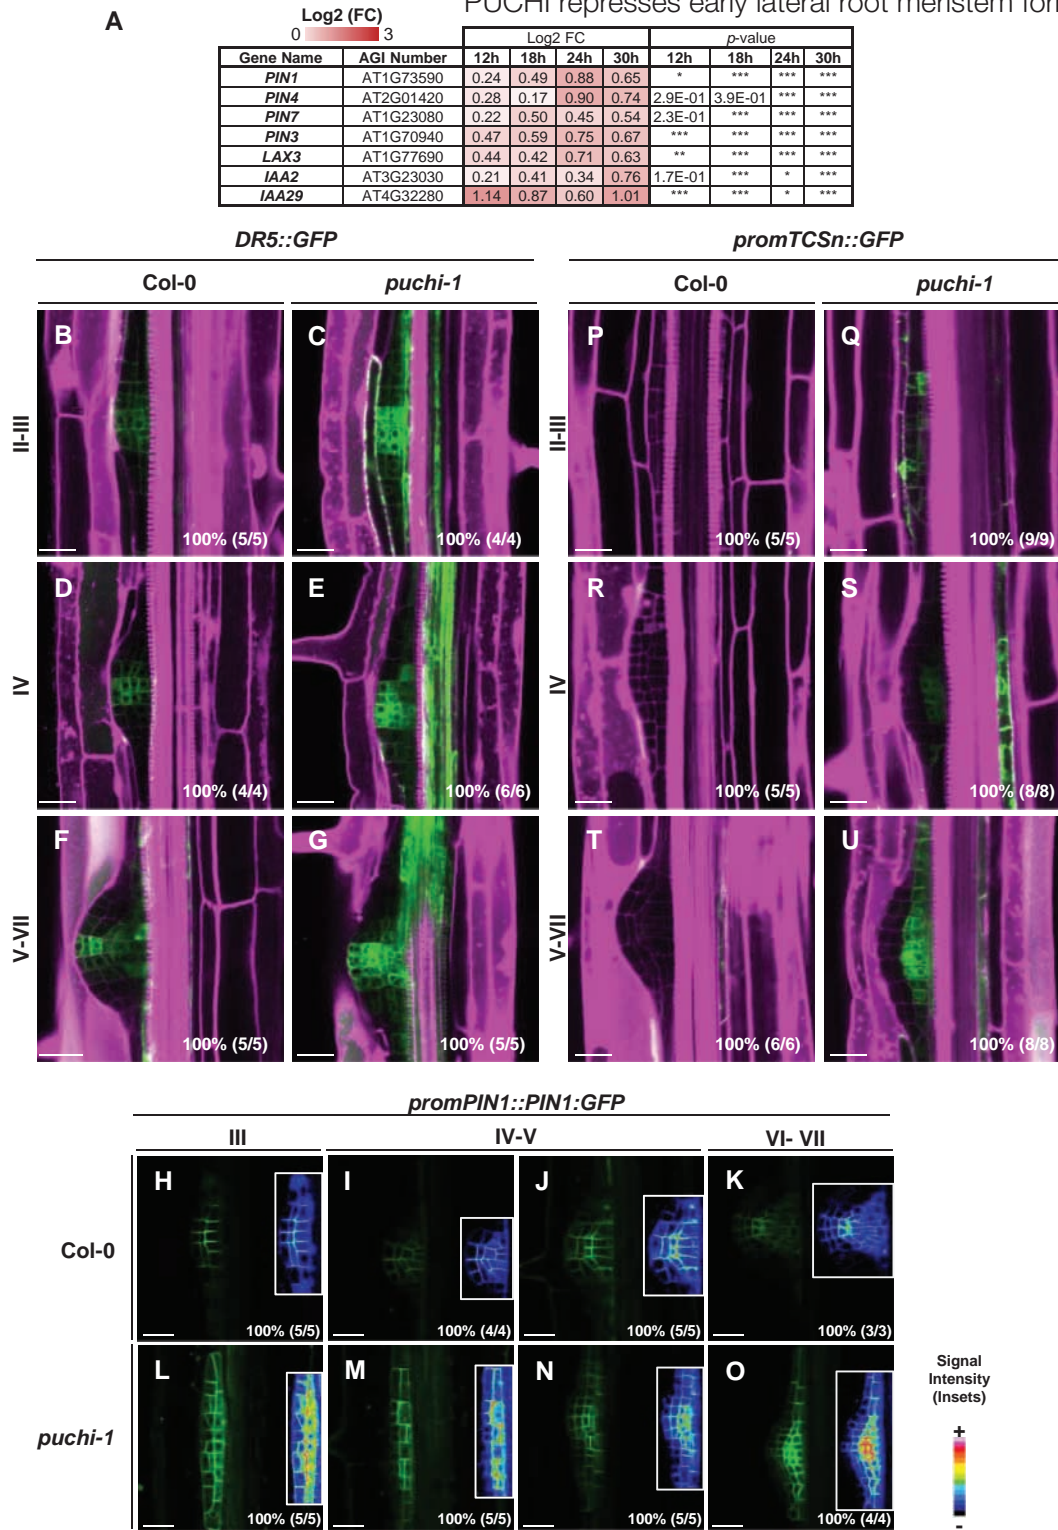 PUCHI represses early lateral root meristem for
A
Log2 (FC)
0 3
Log2 FC p-value
Gene Name AGI Number 12h 18h 24h 30h 12h 18h 24h 30h
PIN1 AT1G73590 0.24 0.49 0.88 0.65 * *** *** ***
PIN4 AT2G01420 0.28 0.17 0.90 0.74 2.9E-01 3.9E-01 *** ***
PIN7 AT1G23080 0.22 0.50 0.45 0.54 2.3E-01 *** *** ***
PIN3 AT1G70940 0.47 0.59 0.75 0.67 *** *** *** ***
LAX3 AT1G77690 0.44 0.42 0.71 0.63 ** *** *** ***
IAA2 AT3G23030 0.21 0.41 0.34 0.76 1.7E-01 *** * ***
IAA29 AT4G32280 1.14 0.87 0.60 1.01 *** *** * ***
DR5::GFP promTCSn::GFP
Col-0 puchi-1 Col-0 puchi-1
II-III
B
100% (5/5)
C
100% (4/4)
II-III
P
100% (5/5)
Q
100% (9/9)
IV
D
100% (4/4)
E
100% (6/6)
IV
R
100% (5/5)
S
100% (8/8)
V-VII
F
100% (5/5)
G
100% (5/5)
V-VII
T
100% (6/6)
U
100% (8/8)
promPIN1::PIN1:GFP
III IV-V VI- VII
Col-0
H
100% (5/5)
I
100% (4/4)
J
100% (5/5)
K
100% (3/3)
puchi-1
L
100% (5/5)
M
100% (5/5)
N
100% (5/5)
O
100% (4/4)
Signal
Intensity
(Insets)
+
-